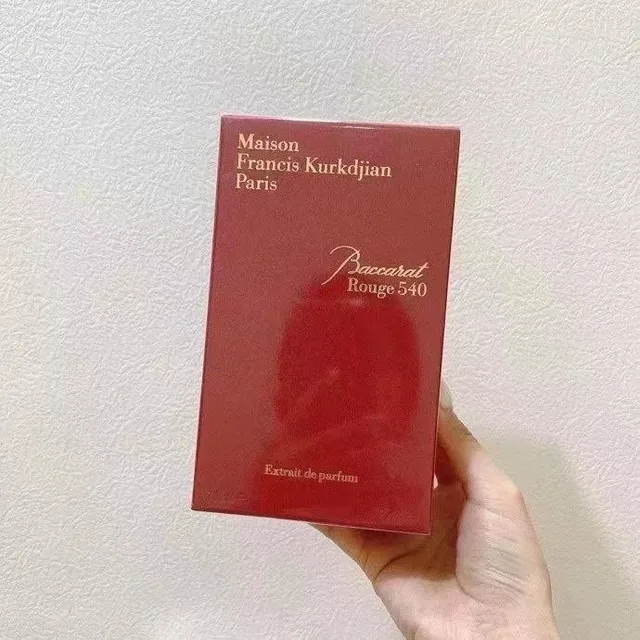 Maison
Francis Kurkdjian
Paris
Baccarat
Rouge 540
Extrait de parfum